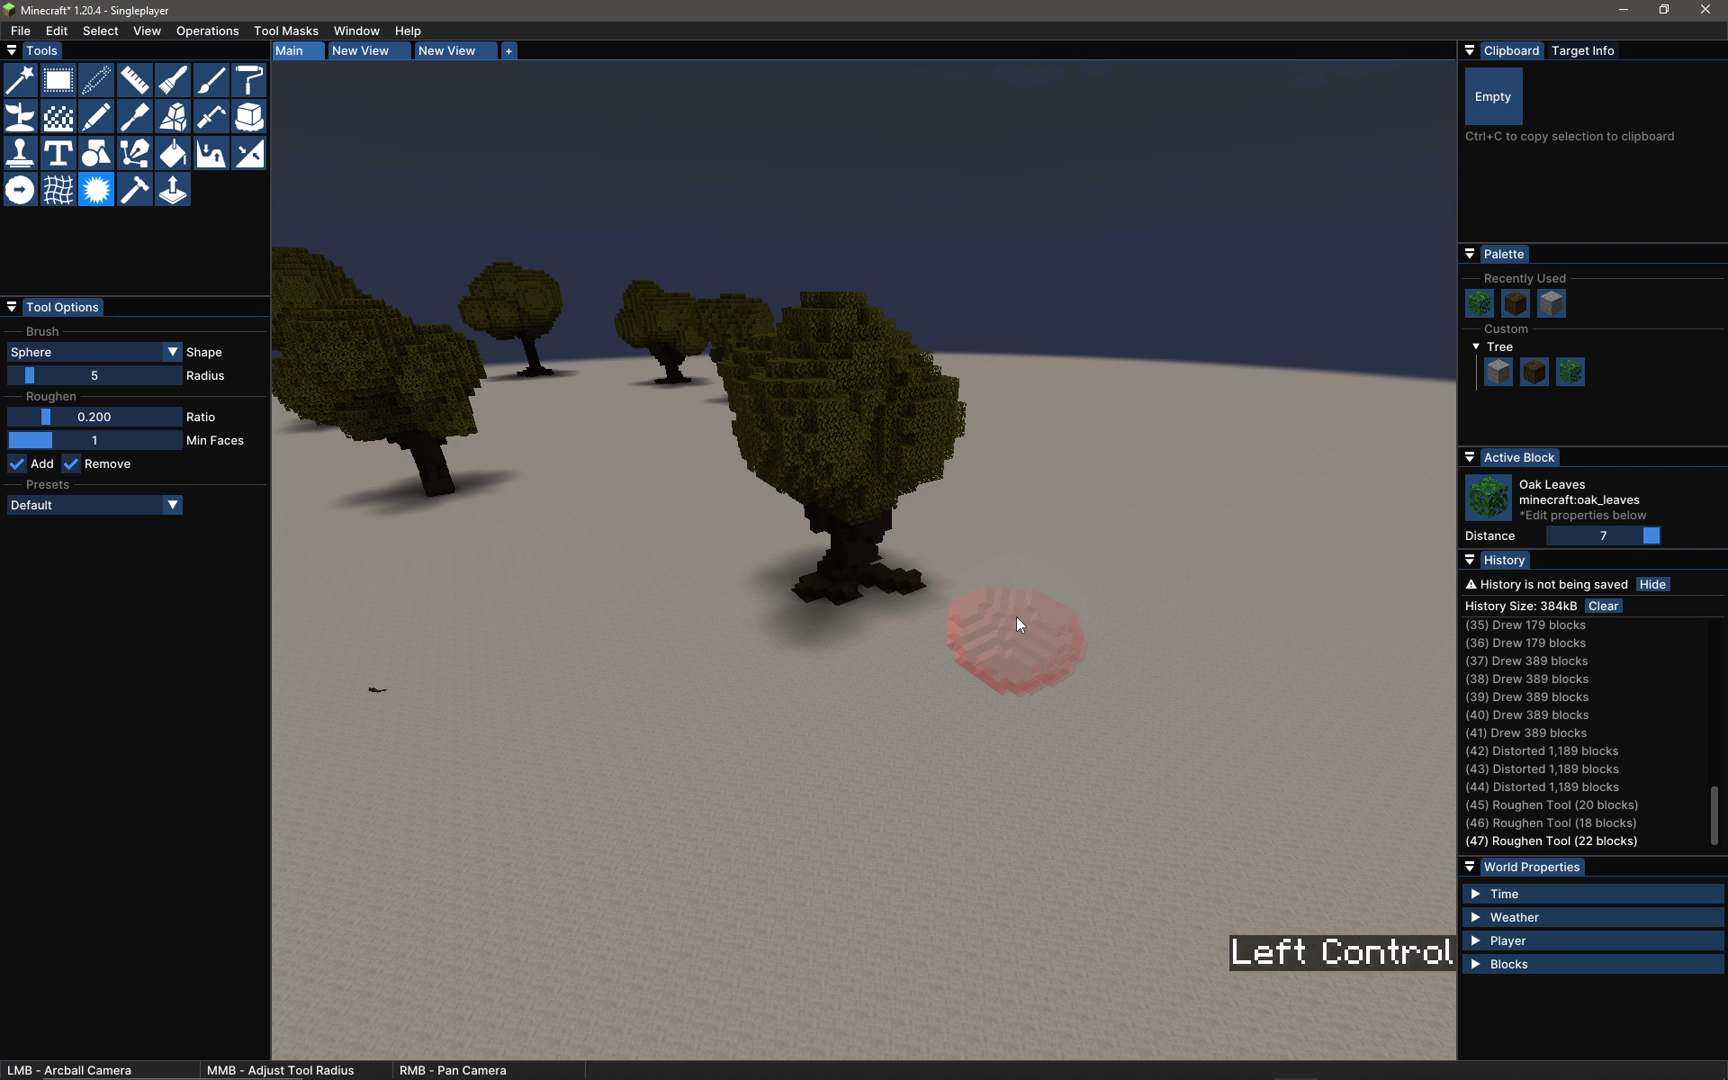 Minecraft* 1.20.4 - Singleplayer
File Edit Select View Operations Tool Masks Window Help
Tools
Main New View New View +
Clipboard Target Info
Empty
Ctrl+C to copy selection to clipboard
Palette
Recently Used
Custom
Tree
Tool Options
Brush
Sphere Shape
5 Radius
Roughen
0.200 Ratio
1 Min Faces
Add Remove
Presets
Default
Active Block
Oak Leaves
minecraft:oak_leaves
*Edit properties below
Distance 7
History
History is not being saved Hide
History Size: 384kB Clear
(35) Drew 179 blocks
(36) Drew 179 blocks
(37) Drew 389 blocks
(38) Drew 389 blocks
(39) Drew 389 blocks
(40) Drew 389 blocks
(41) Drew 389 blocks
(42) Distorted 1,189 blocks
(43) Distorted 1,189 blocks
(44) Distorted 1,189 blocks
(45) Roughen Tool (20 blocks)
(46) Roughen Tool (18 blocks)
(47) Roughen Tool (22 blocks)
World Properties
Time
Weather
Player
Blocks
Left Control
LMB - Arcball Camera MMB - Adjust Tool Radius RMB - Pan Camera